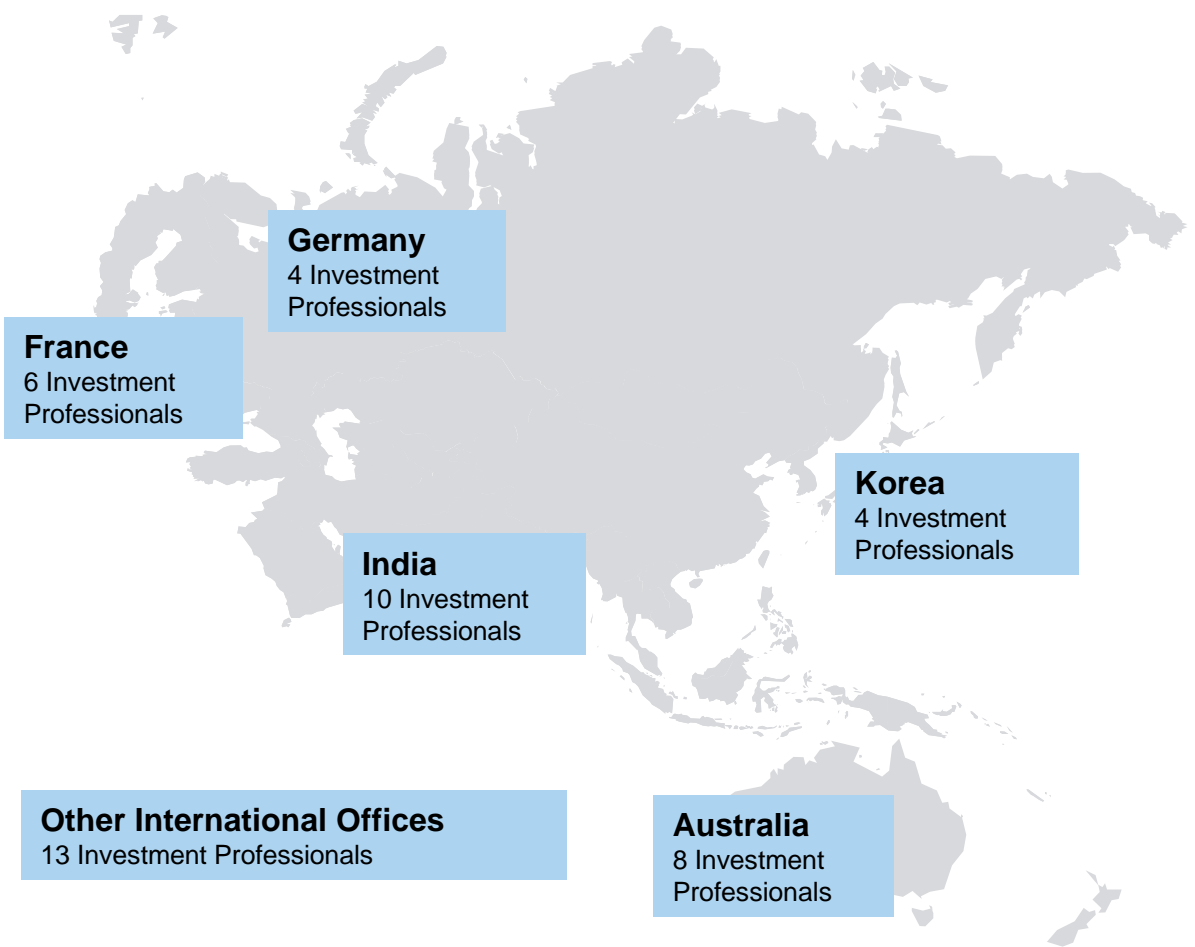 Germany
4 Investment
Professionals
France
6 Investment
Professionals
Korea
4 Investment
Professionals
India
10 Investment
Professionals
Other International Offices
13 Investment Professionals
Australia
8 Investment
Professionals